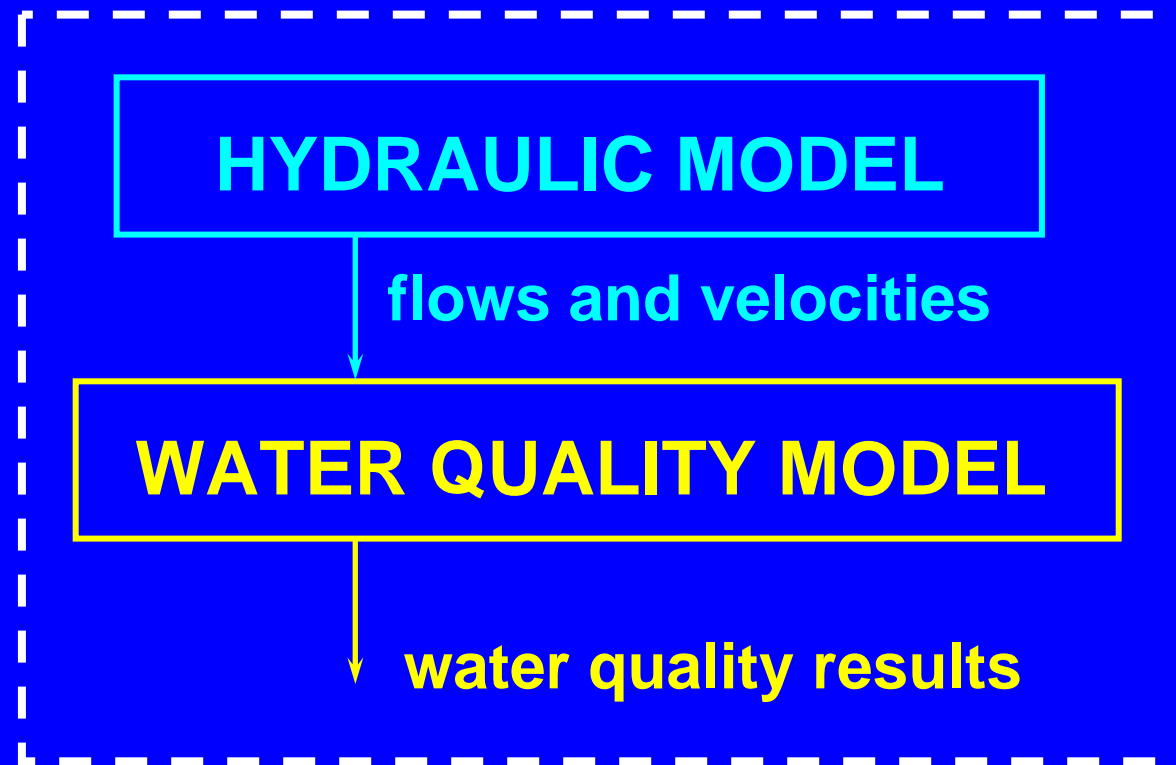 HYDRAULIC MODEL
flows and velocities
WATER QUALITY MODEL
water quality results